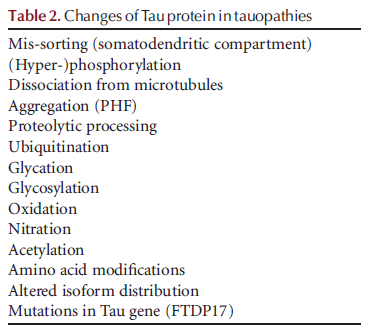 Table 2. Changes of Tau protein in tauopathies
Mis-sorting (somatodendritic compartment)
(Hyper-)phosphorylation
Dissociation from microtubules
Aggregation (PHF)
Proteolytic processing
Ubiquitination
Glycation
Glycosylation
Oxidation
Nitration
Acetylation
Amino acid modifications
Altered isoform distribution
Mutations in Tau gene (FTDP17)